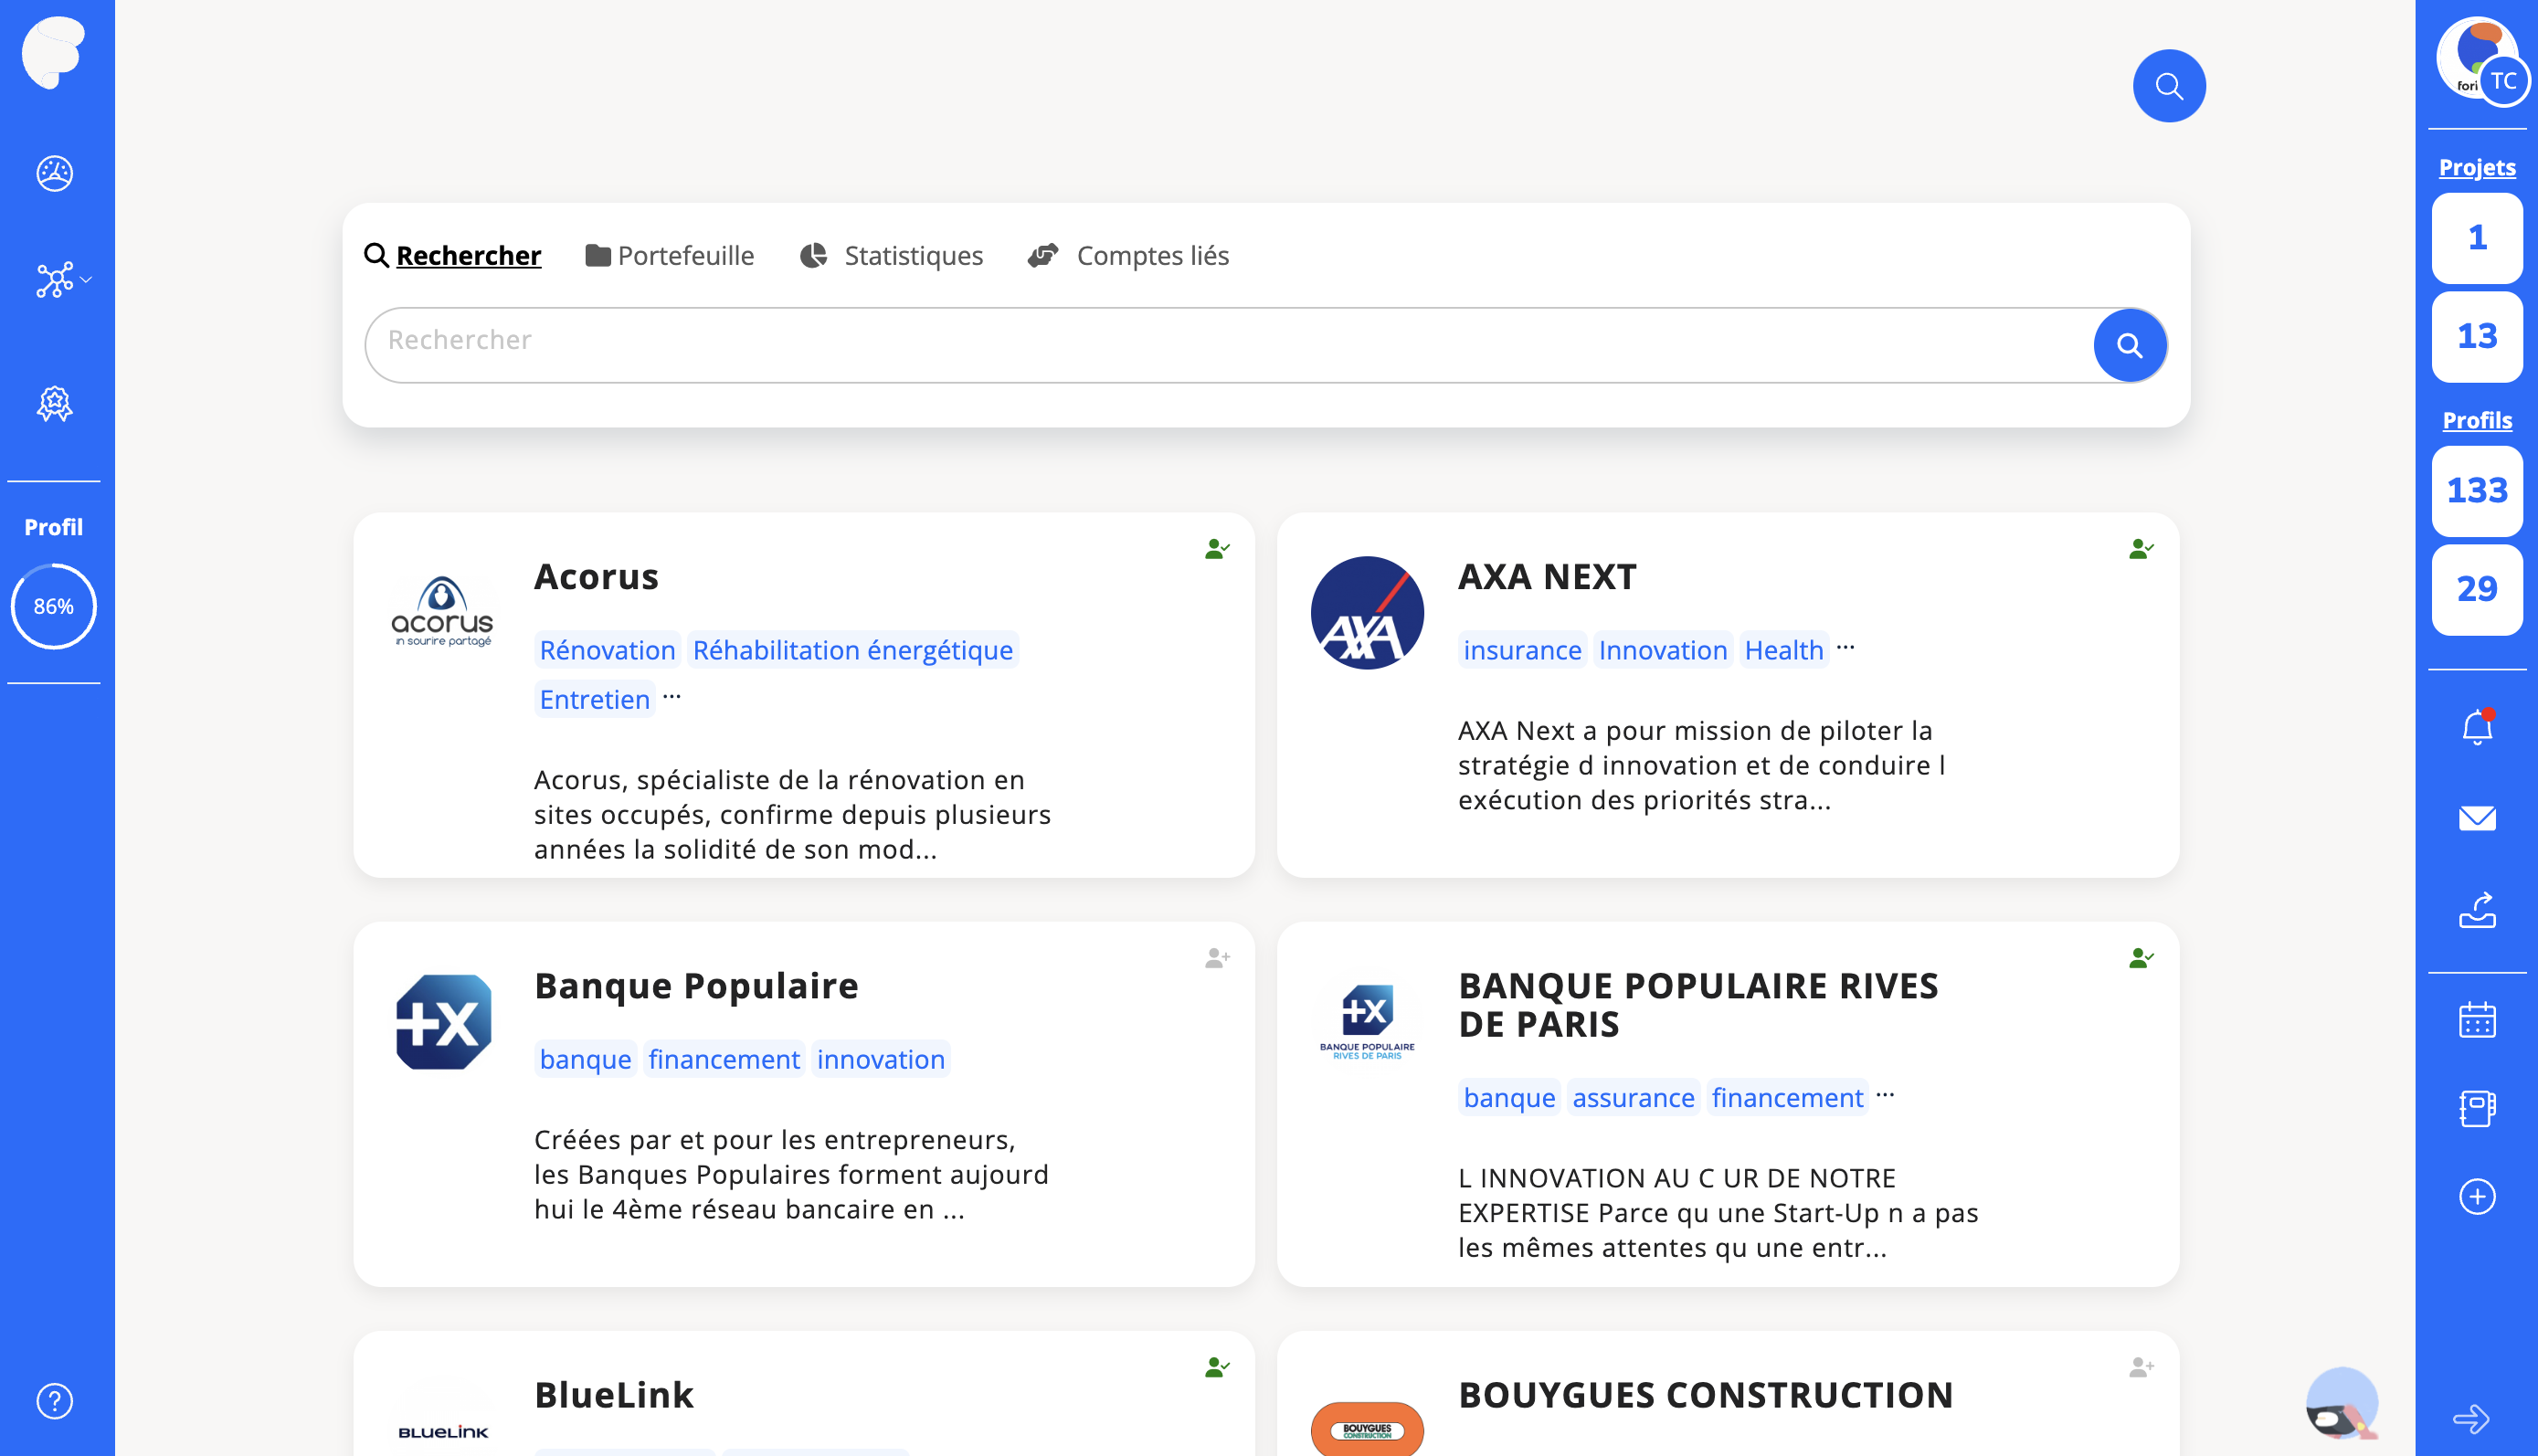 Profil
86%
Rechercher
Portefeuille
Statistiques
Comptes liés
Rechercher
acorus
un sourire partagé
Acorus
Rénovation
Réhabilitation énergétique
Entretien
...
Acorus, spécialiste de la rénovation en
sites occupés, confirme depuis plusieurs
années la solidité de son mod...
AXA
AXA NEXT
insurance
Innovation
Health
...
AXA Next a pour mission de piloter la
stratégie d innovation et de conduire l
exécution des priorités stra...
+X
Banque Populaire
banque
financement
innovation
Créées par et pour les entrepreneurs,
les Banques Populaires forment aujourd
hui le 4ème réseau bancaire en ...
+X
BANQUE POPULAIRE
RIVES DE PARIS
BANQUE POPULAIRE RIVES
DE PARIS
banque
assurance
financement
...
L INNOVATION AU C UR DE NOTRE
EXPERTISE Parce qu une Start-Up n a pas
les mêmes attentes qu une entr...
BLUELINK
BlueLink
BOUYGUES
CONSTRUCTION
BOUYGUES CONSTRUCTION
fori
TC
Projets
1
13
Profils
133
29